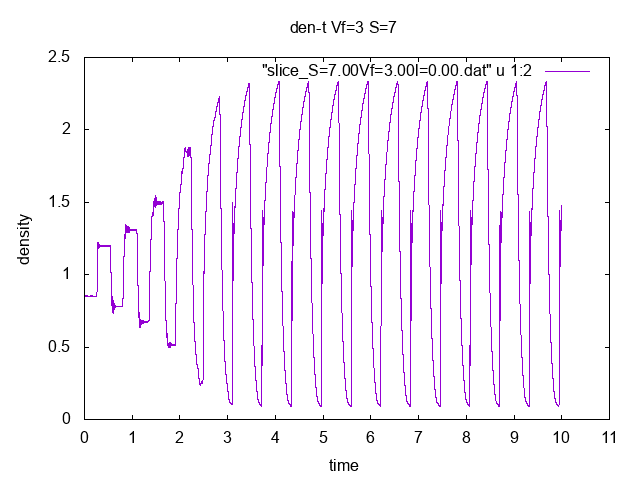 den-t Vf=3 S=7
"slice_S=7.00Vf=3.00I=0.00.dat" u 1:2
2.5
2
1.5
1
0.5
0
density
0 1 2 3 4 5 6 7 8 9 10 11
time